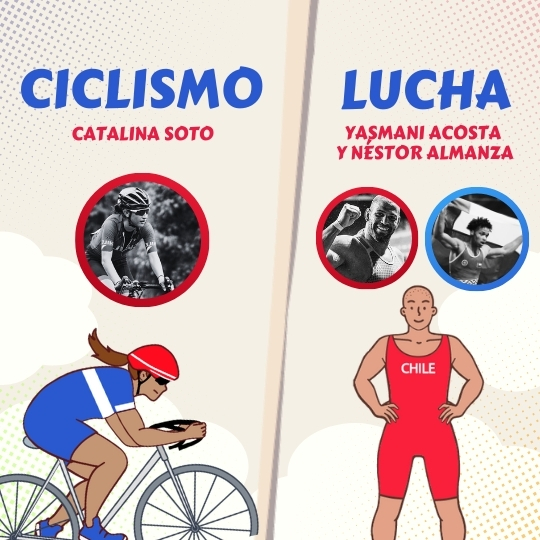 CICLISMO
CATALINA SOTO
LUCHA
YASMANI ACOSTA
Y NÉSTOR ALMANZA
CHILE